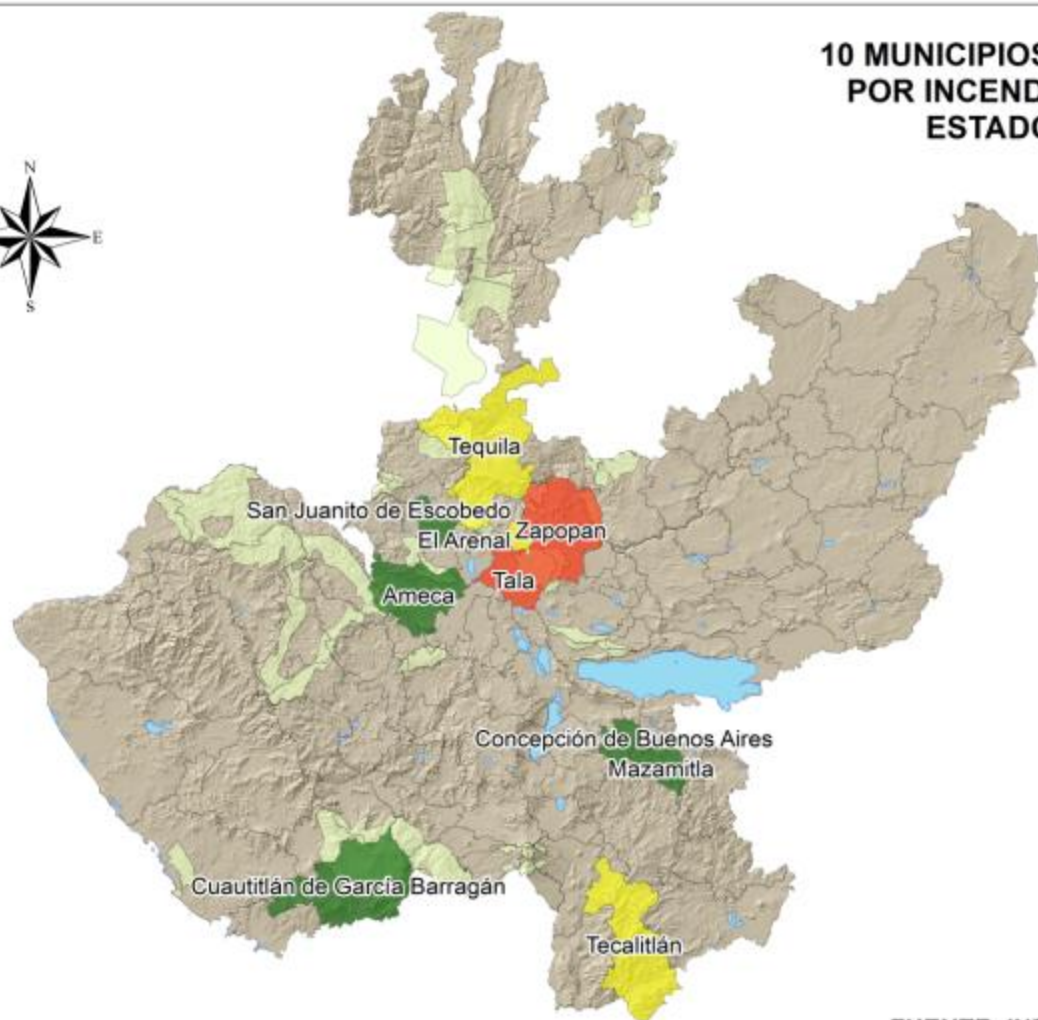 10 MUNICIPIOS
POR INCEND
ESTADO
N
E
S
Tequila
San Juanito de Escobedo
El Arenal
Zapopan
Tala
Ameca
Concepción de Buenos Aires
Mazamitla
Cuautitlán de García Barragán
Tecalitlán